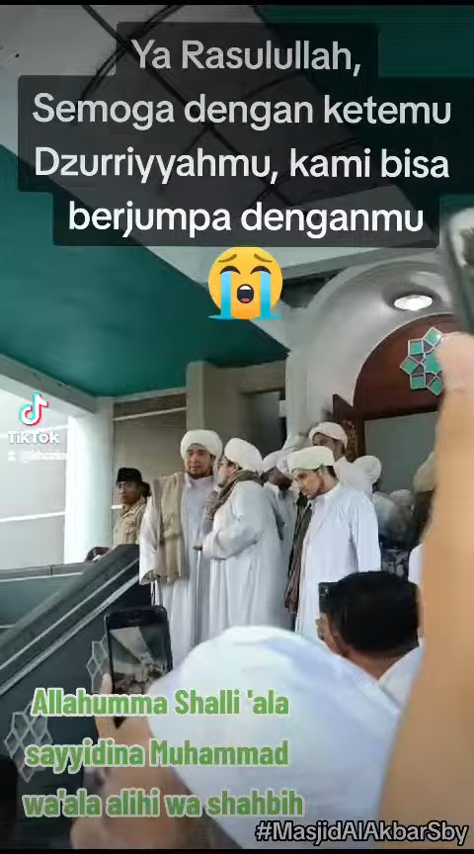 Ya Rasulullah,
Semoga dengan ketemu
Dzurriyyahmu, kami bisa
berjumpa denganmu
TikTok
Allahumma Shalli 'ala
sayyidina Muhammad
wa'ala alihi wa shahbih
#MasjidAlAkbarSby